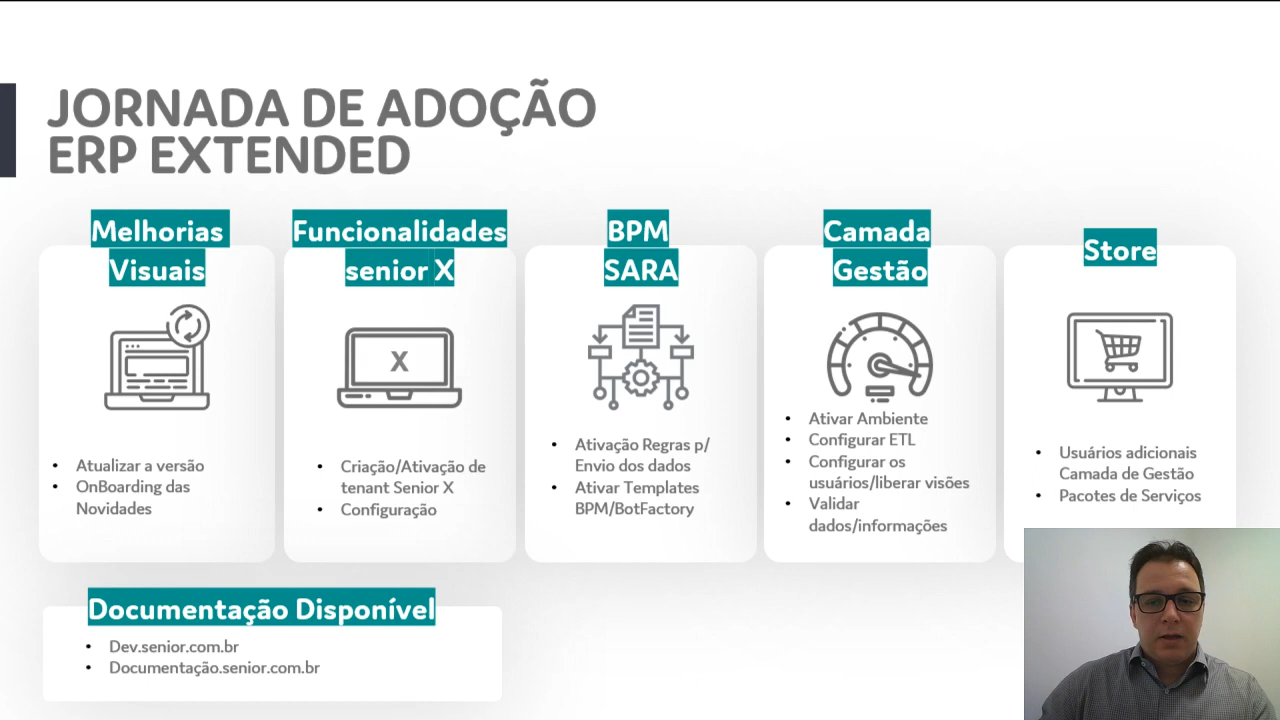 JORNADA DE ADOÇÃO
ERP EXTENDED
Melhorias
Visuais
Atualizar a versão
OnBoarding das
Novidades
Funcionalidades
senior X
X
Criação/Ativação de
tenant Senior X
Configuração
BPM
SARA
Ativação Regras p/
Envio dos dados
Ativar Templates
BPM/BotFactory
Camada
Gestão
Ativar Ambiente
Configurar ETL
Configurar os
usuários/liberar visões
Validar
dados/informações
Store
Usuários adicionais
Camada de Gestão
Pacotes de Serviços
Documentação Disponível
Dev.senior.com.br
Documentação.senior.com.br